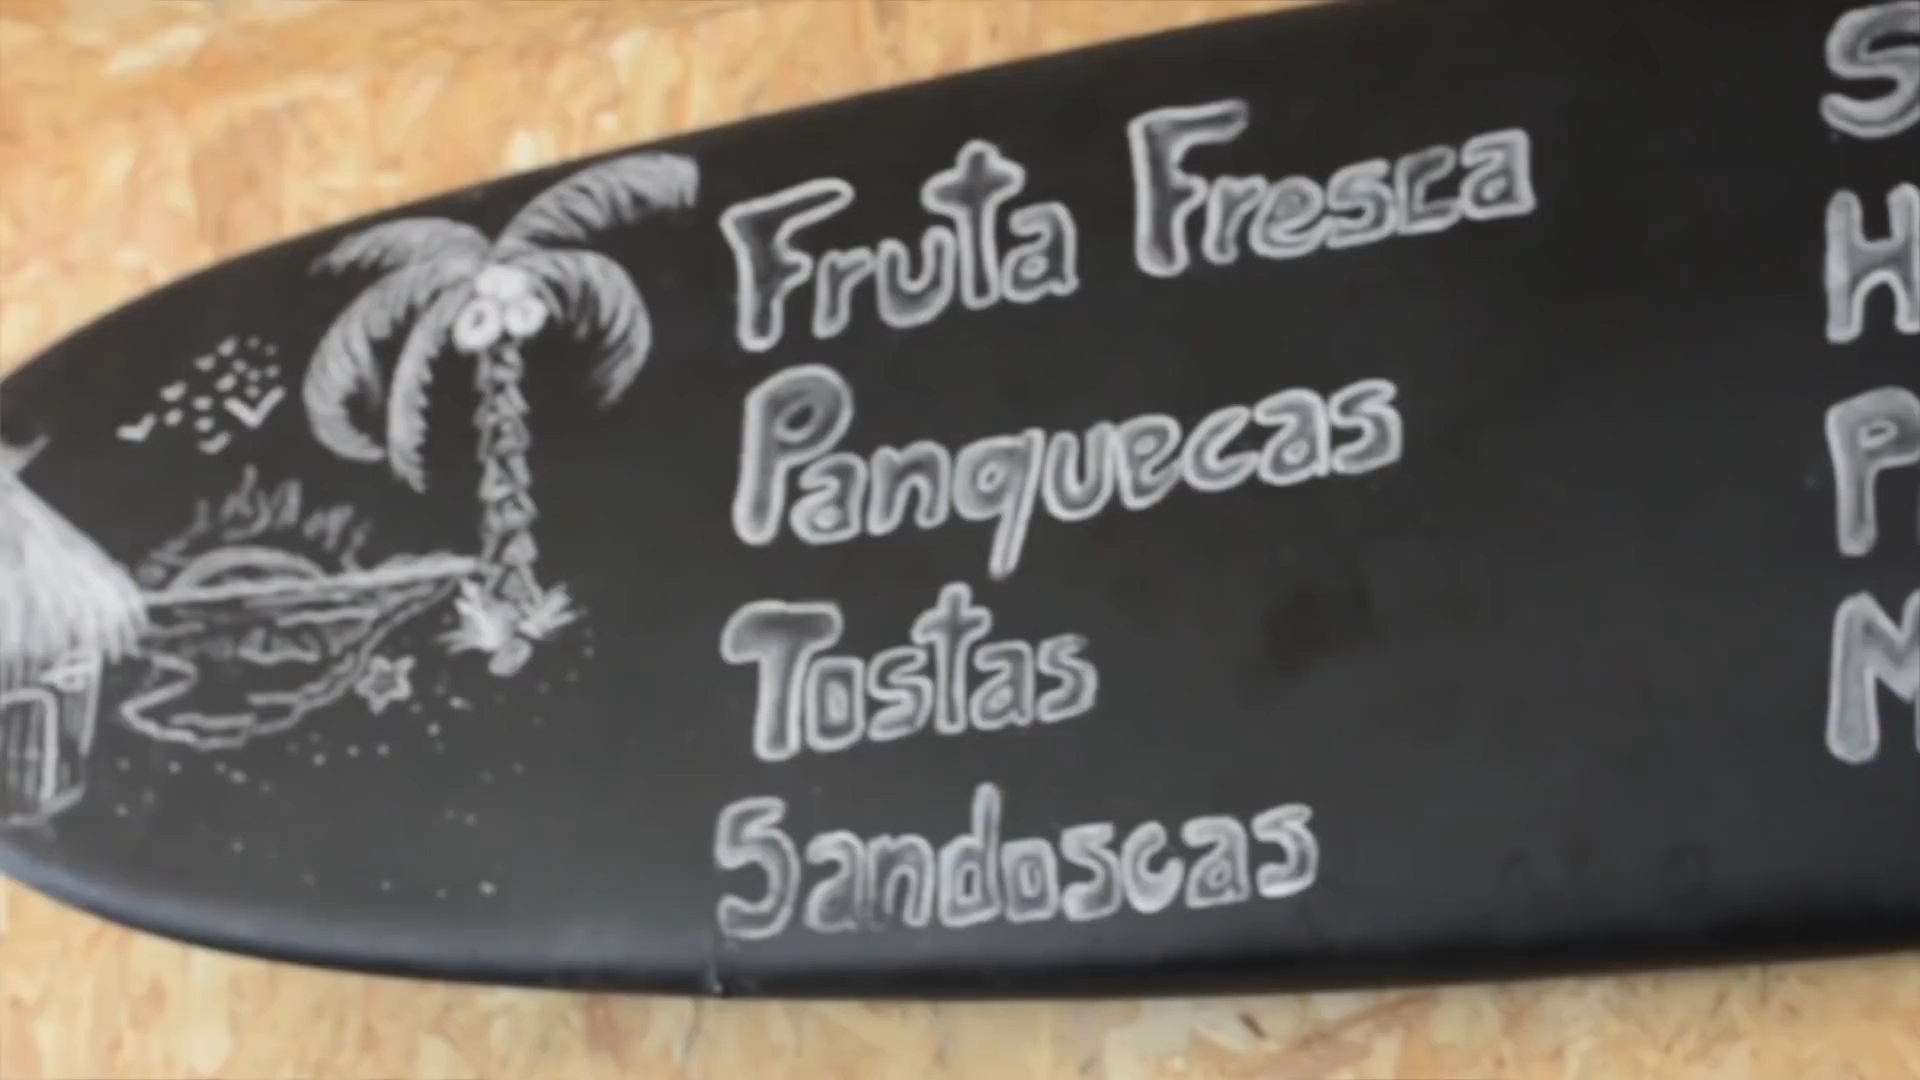 Fruta Fresca
Panquecas
Tostas
Sandoscas
S
H
P
M